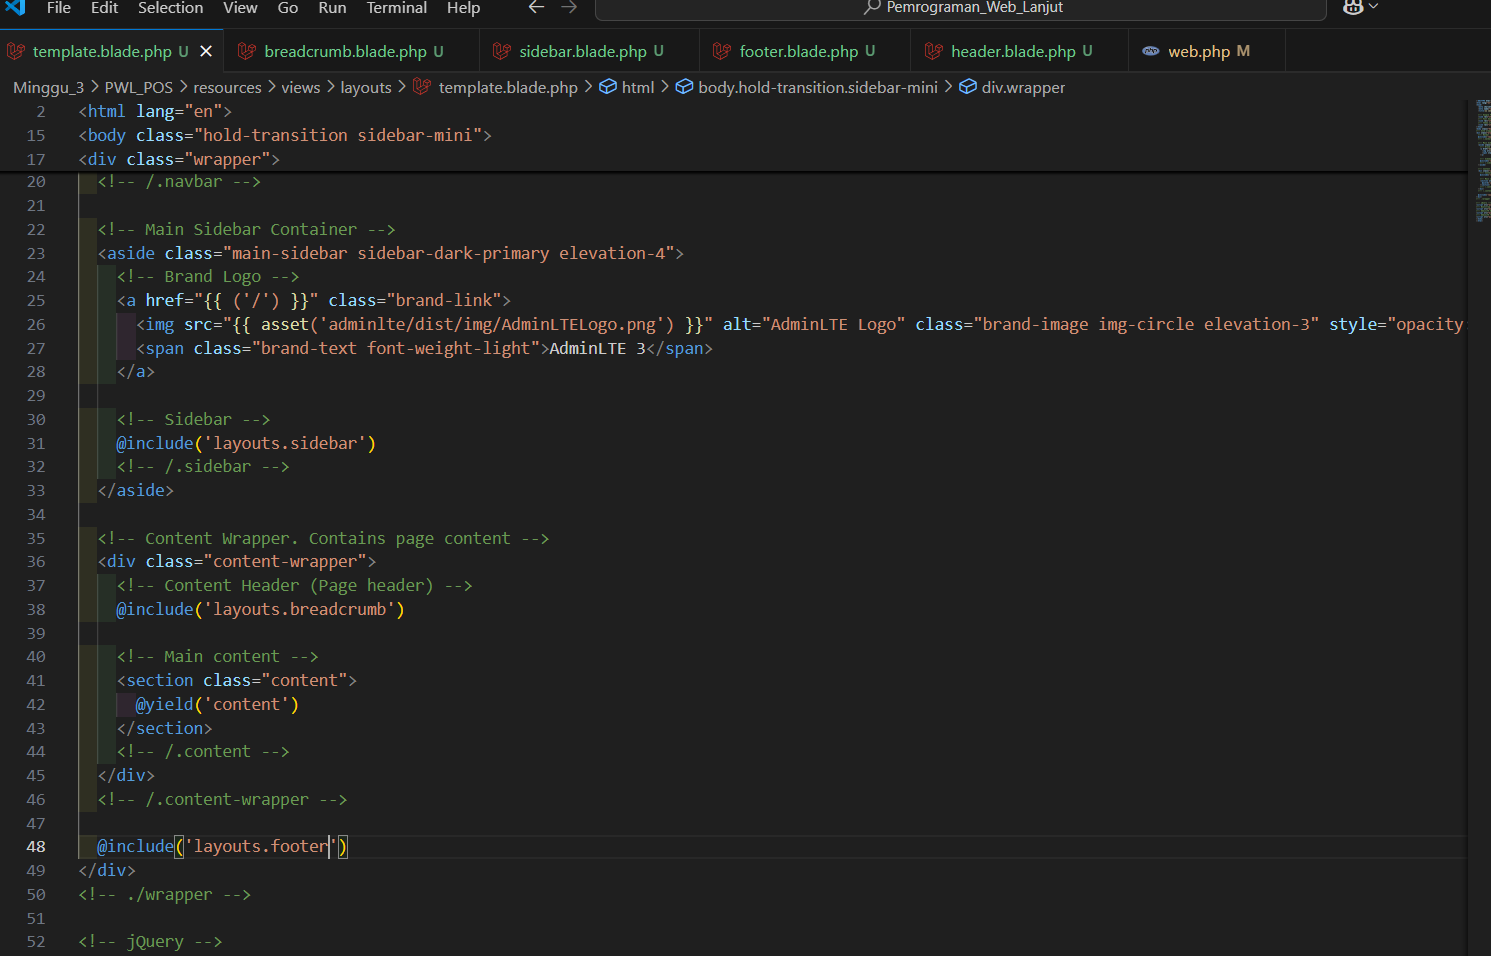 File Edit Selection View Go Run Terminal Help Pemrograman_Web_Lanjut
template.blade.php U breadcrumb.blade.php U sidebar.blade.php U footer.blade.php U header.blade.php U web.php M
Minggu_3 > PWL_POS > resources > views > layouts > template.blade.php > html > body.hold-transition.sidebar-mini > div.wrapper
2 <html lang="en">
15 <body class="hold-transition sidebar-mini">
17 <div class="wrapper">
20 <!-- /.navbar -->
21
22 <!-- Main Sidebar Container -->
23 <aside class="main-sidebar sidebar-dark-primary elevation-4">
24 <!-- Brand Logo -->
25 <a href="{{ ('/') }}" class="brand-link">
26 <img src="{{ asset('adminlte/dist/img/AdminLTELogo.png') }}" alt="AdminLTE Logo" class="brand-image img-circle elevation-3" style="opacity
27 <span class="brand-text font-weight-light">AdminLTE 3</span>
28 </a>
29
30 <!-- Sidebar -->
31 @include('layouts.sidebar')
32 <!-- /.sidebar -->
33 </aside>
34
35 <!-- Content Wrapper. Contains page content -->
36 <div class="content-wrapper">
37 <!-- Content Header (Page header) -->
38 @include('layouts.breadcrumb')
39
40 <!-- Main content -->
41 <section class="content">
42 @yield('content')
43 </section>
44 <!-- /.content -->
45 </div>
46 <!-- /.content-wrapper -->
47
48 @include('layouts.footer')
49 </div>
50 <!-- ./wrapper -->
51
52 <!-- jQuery -->